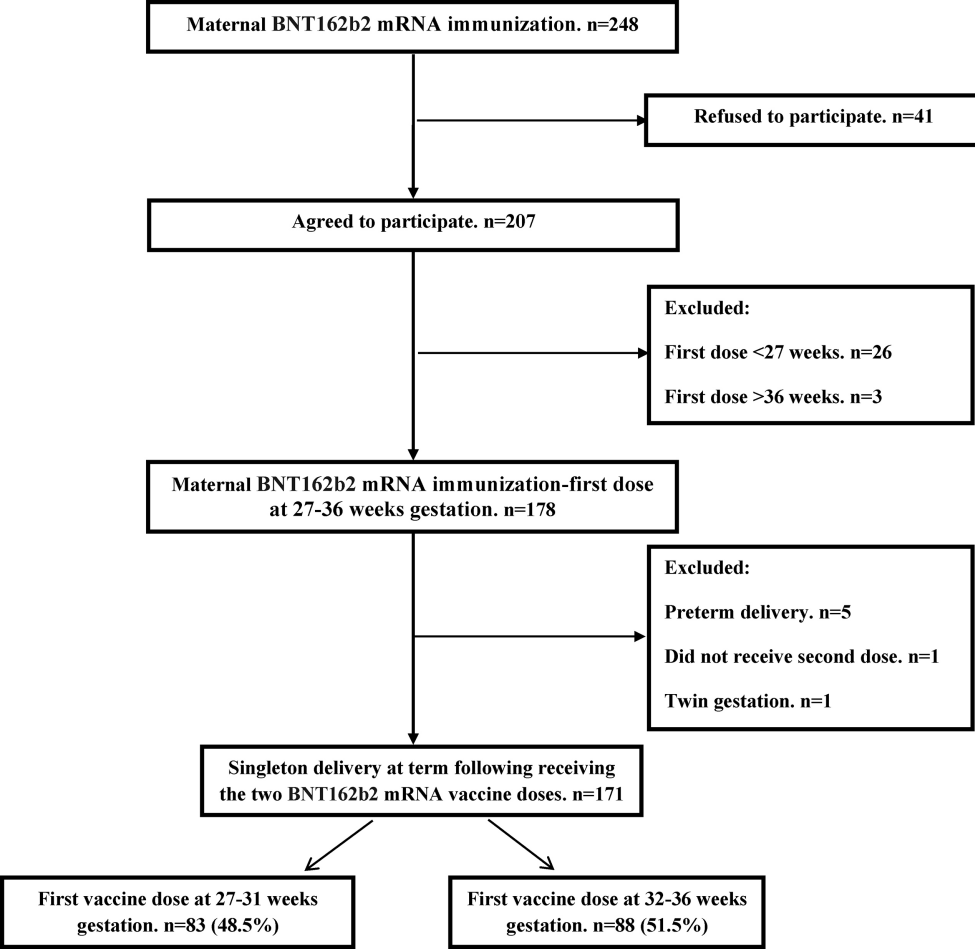 Maternal BNT162b2 mRNA immunization. n=248
Refused to participate. n=41
Agreed to participate. n=207
Excluded:
First dose <27 weeks. n=26
First dose >36 weeks. n=3
Maternal BNT162b2 mRNA immunization-first dose
at 27-36 weeks gestation. n=178
Excluded:
Preterm delivery. n=5
Did not receive second dose. n=1
Twin gestation. n=1
Singleton delivery at term following receiving
the two BNT162b2 mRNA vaccine doses. n=171
First vaccine dose at 27-31 weeks
gestation. n=83 (48.5%)
First vaccine dose at 32-36 weeks
gestation. n=88 (51.5%)